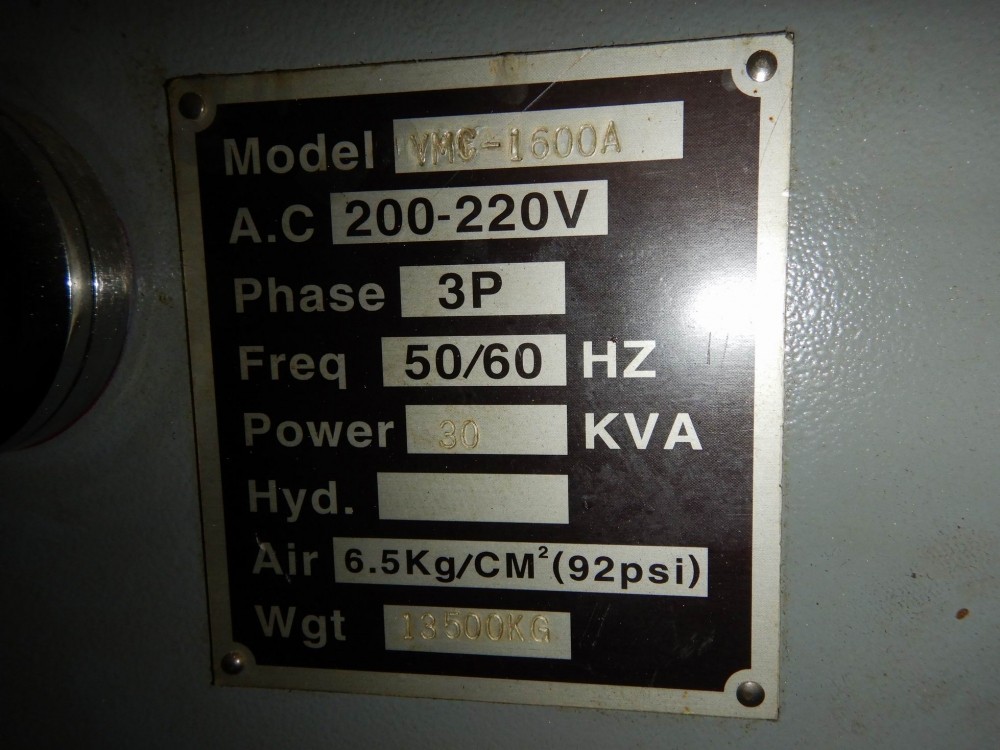 Model VMC-1600A
A.C 200-220V
Phase 3P
Freq 50/60 HZ
Power 30 KVA
Hyd.
Air 6.5Kg/CM²(92psi)
Wgt 13500KG